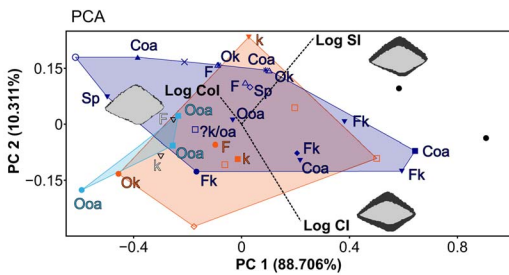 PCA
k
Log SI
Coa
Ok
Coa
Ok
0.15
F
F
Sp
Sp
Log Col
Ooa
Ooa
F
Fk
?k/oa
0
PC 2 (10.311%)
Ooa
F
Fk
Coa
k
k
Coa
Ooa
Ok
Fk
Fk
−0.15
Log CI
−0.4
0
0.4
0.8
PC 1 (88.706%)